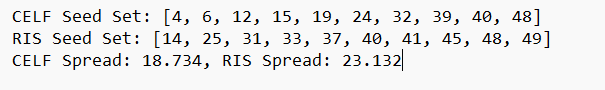 CELF Seed Set: [4, 6, 12, 15, 19, 24, 32, 39, 40, 48]
RIS Seed Set: [14, 25, 31, 33, 37, 40, 41, 45, 48, 49]
CELF Spread: 18.734, RIS Spread: 23.132